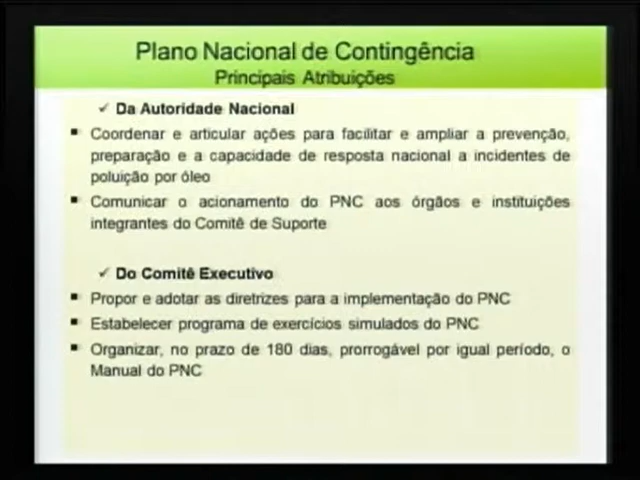 Plano Nacional de Contingência
Principais Atribuições
✓ Da Autoridade Nacional
▪ Coordenar e articular ações para facilitar e ampliar a prevenção,
preparação e a capacidade de resposta nacional a incidentes de
poluição por óleo
▪ Comunicar o acionamento do PNC aos órgãos e instituições
integrantes do Comitê de Suporte
✓ Do Comitê Executivo
▪ Propor e adotar as diretrizes para a implementação do PNC
▪ Estabelecer programa de exercícios simulados do PNC
▪ Organizar, no prazo de 180 dias, prorrogável por igual período, o
Manual do PNC